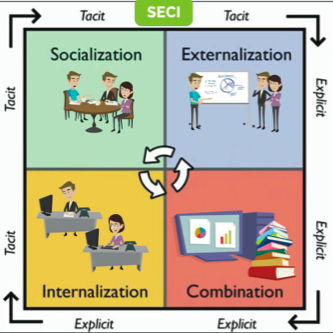 SECI
Tacit
Tacit
Tacit
Socialization
Externalization
Explicit
Tacit
Internalization
Combination
Explicit
Explicit
Explicit